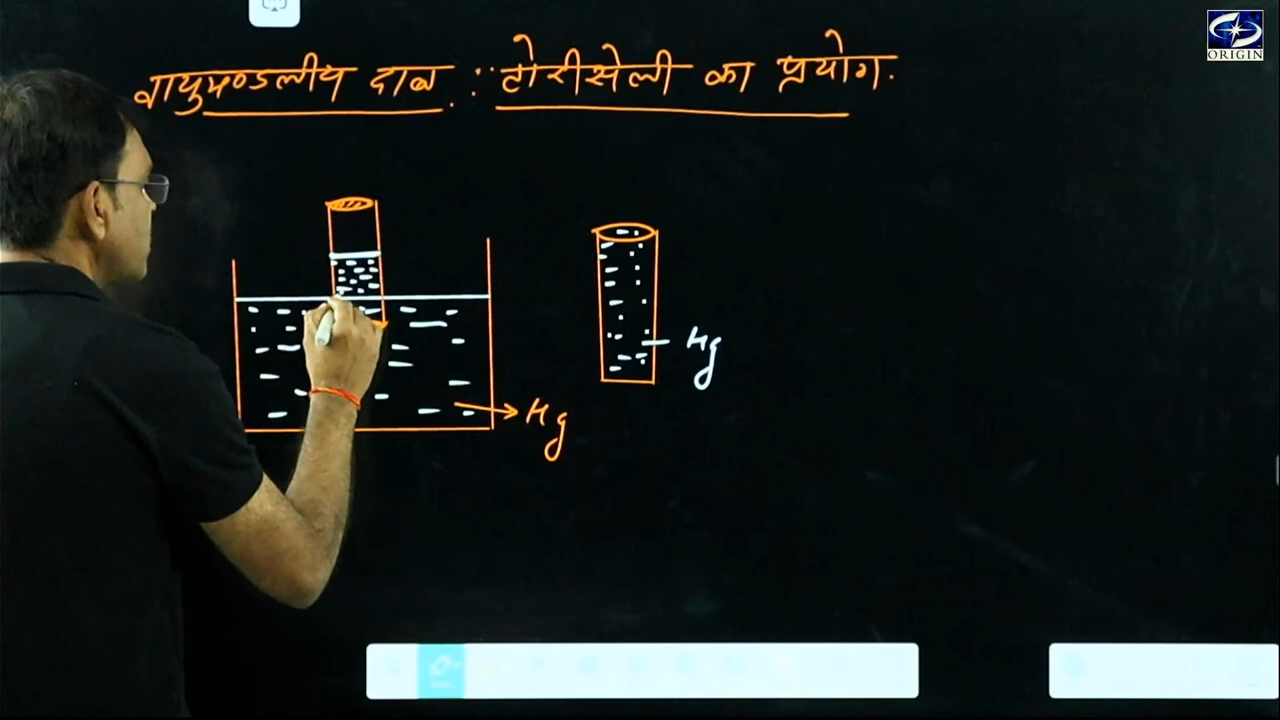 वायुमण्डलीय दाब :: टोरीसेली का प्रयोग.
ORIGIN
Hg
Hg